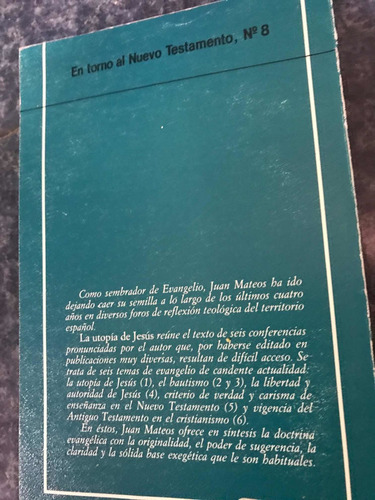 En torno al Nuevo Testamento, Nº 8
Como sembrador de Evangelio, Juan Mateos ha ido
dejando caer su semilla a lo largo de los últimos cuatro
años en diversos foros de reflexión teológica del territorio
español.
La utopía de Jesús reúne el texto de seis conferencias
pronunciadas por el autor que, por haberse editado en
publicaciones muy diversas, resultan de difícil acceso. Se
trata de seis temas de evangelio de candente actualidad:
la utopía de Jesús (1), el bautismo (2 y 3), la libertad y
autoridad de Jesús (4), criterio de verdad y carisma de
enseñanza en el Nuevo Testamento (5) y vigencia del
Antiguo Testamento en el cristianismo (6).
En éstos, Juan Mateos ofrece en síntesis la doctrina
evangélica con la originalidad, el poder de sugerencia, la
claridad y la sólida base exegética que le son habituales.